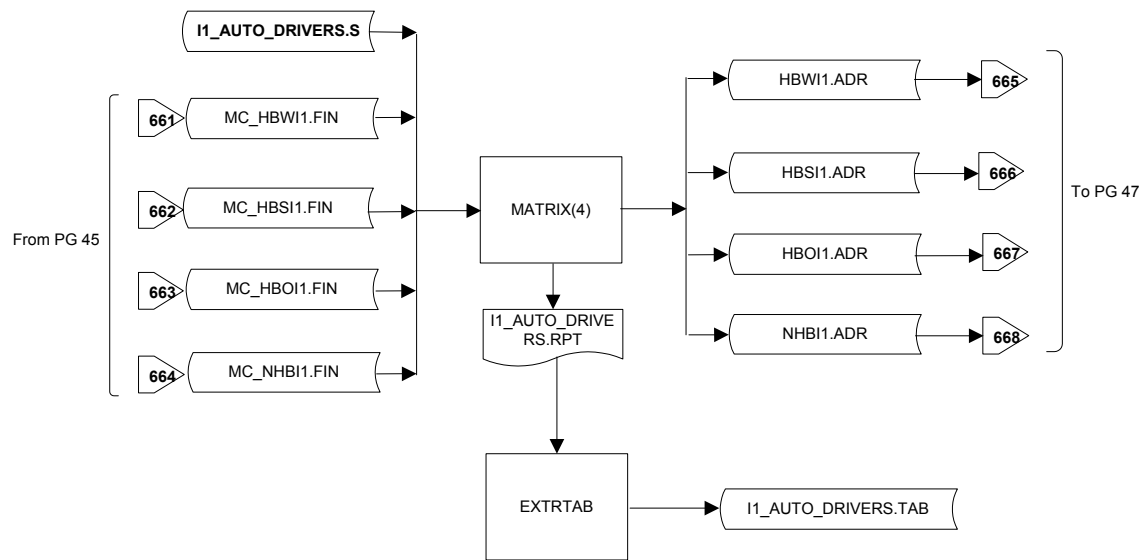 I1_AUTO_DRIVERS.S
661
MC_HBWI1.FIN
HBWI1.ADR
665
662
MC_HBSI1.FIN
MATRIX(4)
HBSI1.ADR
666
From PG 45
To PG 47
663
MC_HBOI1.FIN
HBOI1.ADR
667
I1_AUTO_DRIVE
RS.RPT
664
MC_NHBI1.FIN
NHBI1.ADR
668
EXTRTAB
I1_AUTO_DRIVERS.TAB